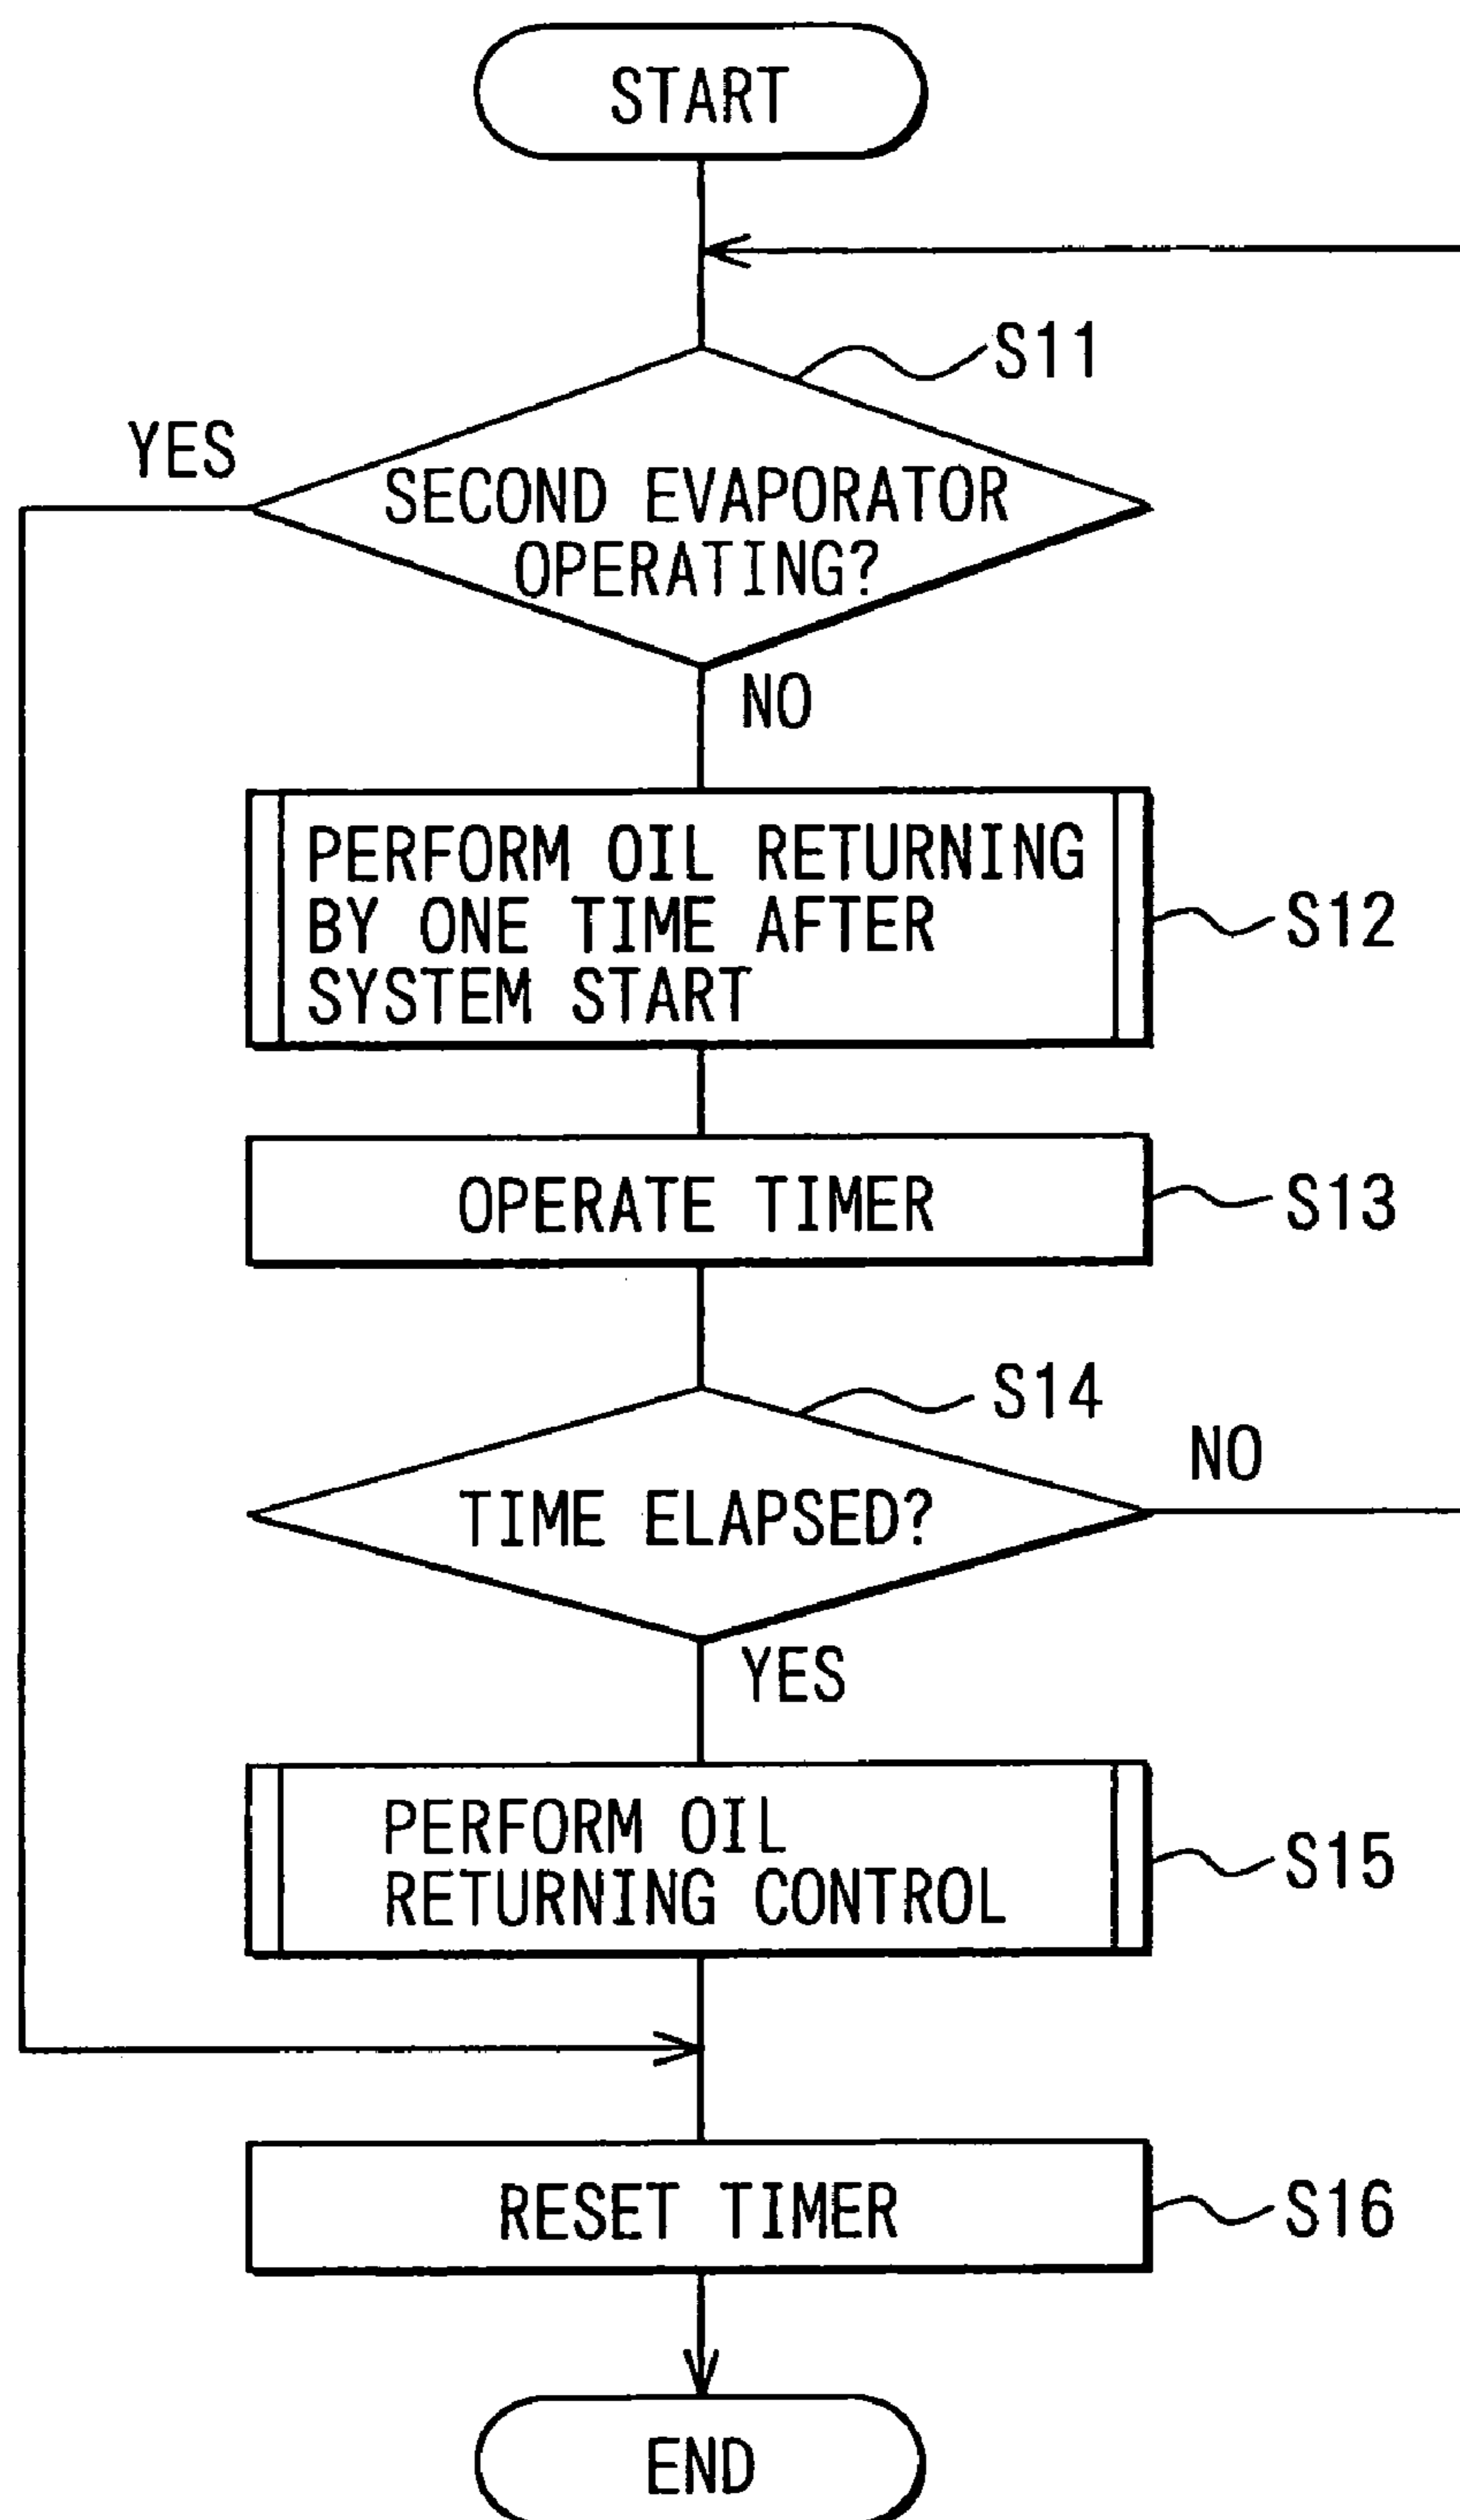 START
S11
YES
SECOND EVAPORATOR
OPERATING?
NO
PERFORM OIL RETURNING
BY ONE TIME AFTER
SYSTEM START
S12
OPERATE TIMER
S13
S14
NO
TIME ELAPSED?
YES
PERFORM OIL
RETURNING CONTROL
S15
RESET TIMER
S16
END